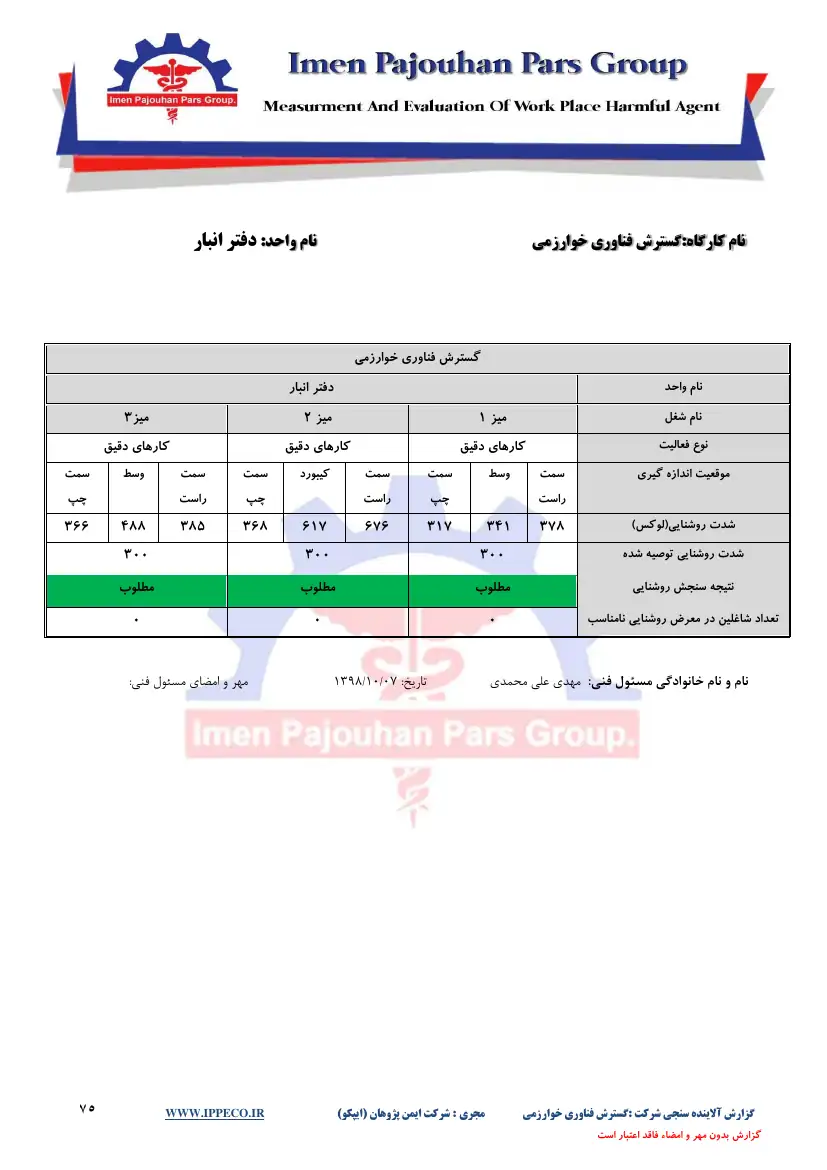 Imen Pajouhan Pars Group
Imen Pajouhan Pars Group.
Measurment And Evaluation Of Work Place Harmful Agent
نام کارگاه:گسترش فناوری خوارزمی نام واحد: دفتر انبار
گسترش فناوری خوارزمی
نام واحد دفتر انبار
نام شغل میز ۱ میز ۲ میز۳
نوع فعالیت کارهای دقیق کارهای دقیق کارهای دقیق
موقعیت اندازه گیری سمت راست وسط سمت چپ سمت راست کیبورد سمت چپ سمت راست وسط سمت چپ
شدت روشنایی(لوکس) ۳۷۸ ۳۴۱ ۳۱۷ ۶۷۶ ۶۱۷ ۳۶۸ ۳۸۵ ۴۸۸ ۳۶۶
شدت روشنایی توصیه شده ۳۰۰ ۳۰۰ ۳۰۰
نتیجه سنجش روشنایی مطلوب مطلوب مطلوب
تعداد شاغلین در معرض روشنایی نامناسب ۰ ۰ ۰
نام و نام خانوادگی مسئول فنی: مهدی علی محمدی تاریخ: ۱۳۹۸/۱۰/۰۷ مهر و امضای مسئول فنی:
Imen Pajouhan Pars Group.
گزارش آلاینده سنجی شرکت :گسترش فناوری خوارزمی مجری : شرکت ایمن پژوهان (ایپکو) WWW.IPPECO.IR ۷۵
گزارش بدون مهر و امضاء فاقد اعتبار است